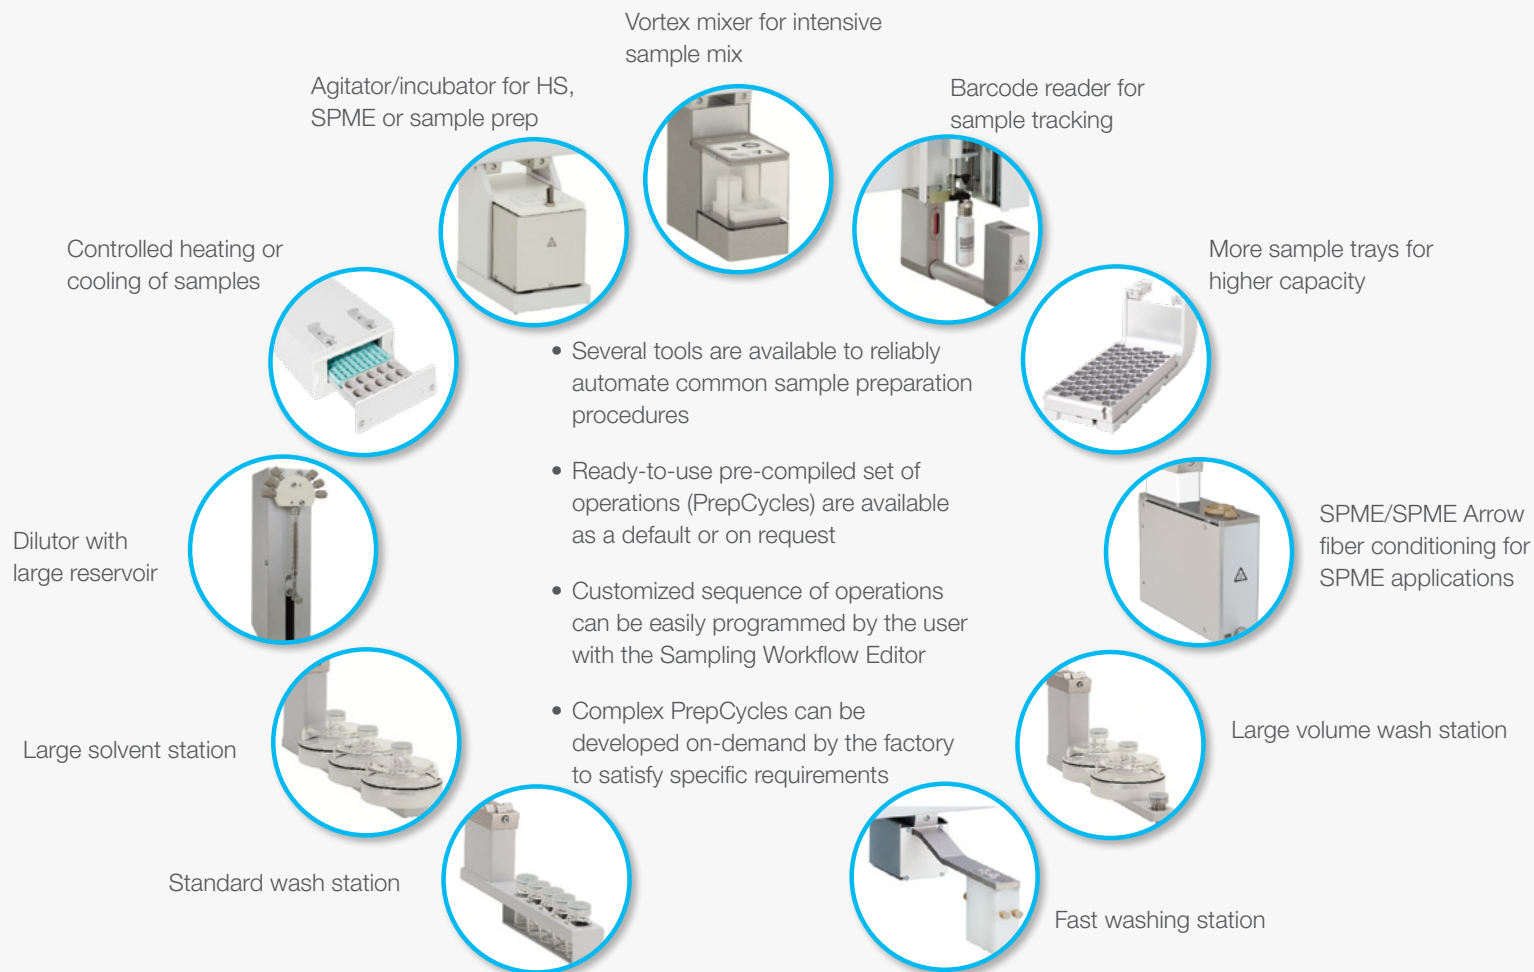 Vortex mixer for intensive
sample mix
Agitator/incubator for HS,
SPME or sample prep
Barcode reader for
sample tracking
Controlled heating or
cooling of samples
More sample trays for
higher capacity
• Several tools are available to reliably
automate common sample preparation
procedures
• Ready-to-use pre-compiled set of
operations (PrepCycles) are available
as a default or on request
• Customized sequence of operations
can be easily programmed by the user
with the Sampling Workflow Editor
• Complex PrepCycles can be
developed on-demand by the factory
to satisfy specific requirements
Dilutor with
large reservoir
SPME/SPME Arrow
fiber conditioning for
SPME applications
Large solvent station
Large volume wash station
Standard wash station
Fast washing station